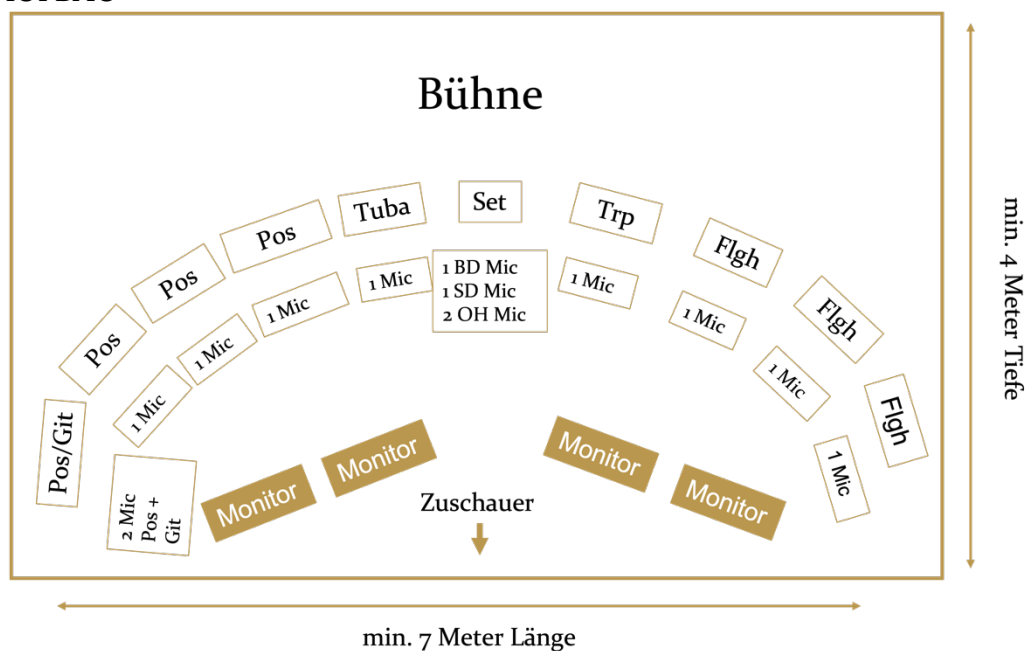 Bühne
Set
Tuba
Trp
Pos
Flgh
Pos
Flgh
Pos
Flgh
Pos/Git
1 BD Mic
1 SD Mic
2 OH Mic
1 Mic
1 Mic
1 Mic
1 Mic
1 Mic
1 Mic
1 Mic
1 Mic
2 Mic
Pos +
Git
Monitor
Monitor
Monitor
Monitor
Zuschauer
min. 4 Meter Tiefe
min. 7 Meter Länge